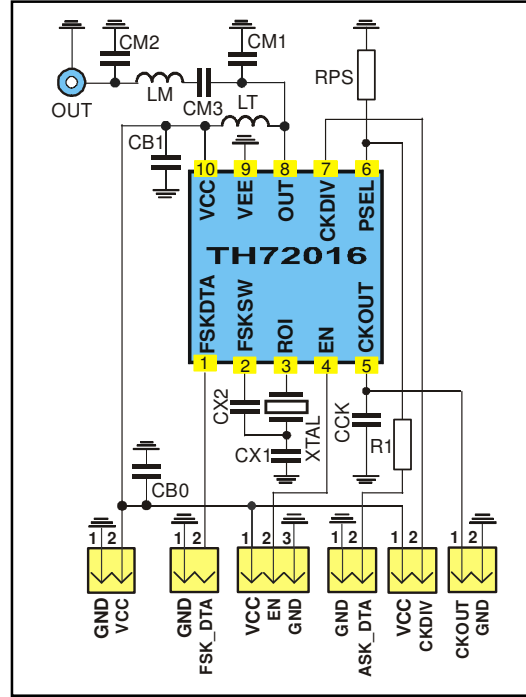 CM2
CM1
OUT
LM
CM3
LT
RPS
CB1
10 9 8 7 6
VCC VEE OUT CKDIV PSEL
TH72016
FSKDTA FSKSW ROI EN CKOUT
1 2 3 4 5
CX2
CX1
XTAL
CCK
R1
CB0
1 2 1 2 1 2 3 1 2 1 2 1 2
GND VCC
GND FSK_DTA
VCC EN GND
GND ASK_DTA
VCC CKDIV
CKOUT GND